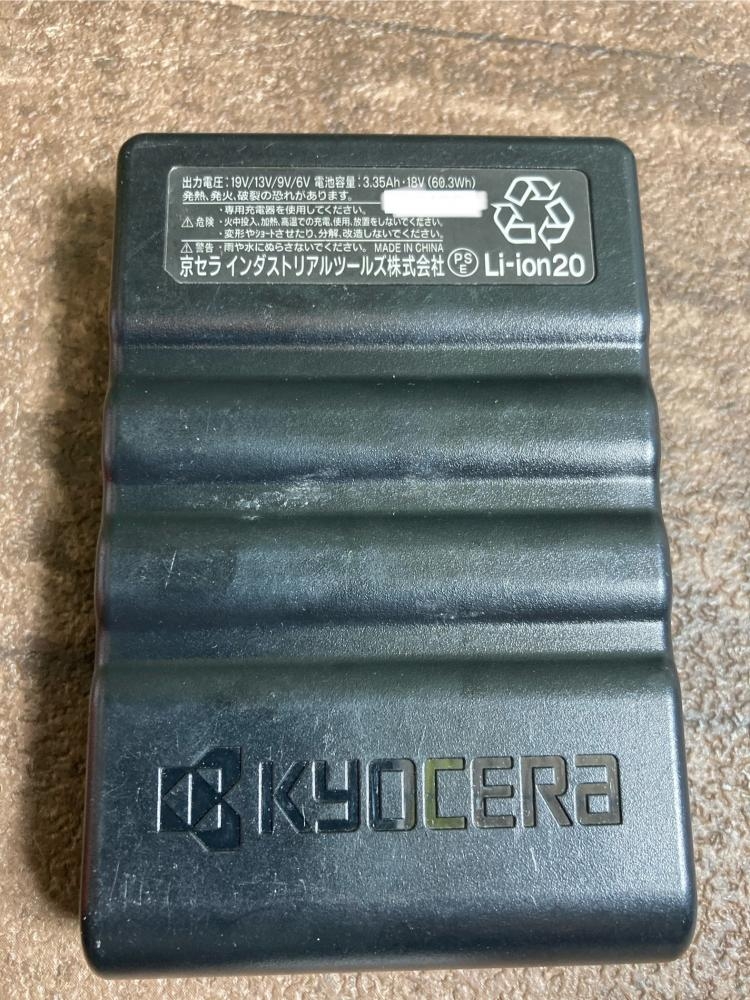 出力電圧:19V/13V/9V/6V 電池容量:3.35Ah・18V(60.3Wh)
発熱、発火、破裂の恐れがあります。
⚠危険 ・専用充電器を使用してください。
・火中投入、加熱、高温での充電、使用、放置をしないでください。
・変形やショートさせたり、分解、改造しないでください。
⚠警告 ・雨や水にぬらさないでください。 MADE IN CHINA
京セラ インダストリアルツールズ株式会社 PSE Li-ion20
KYOCERA